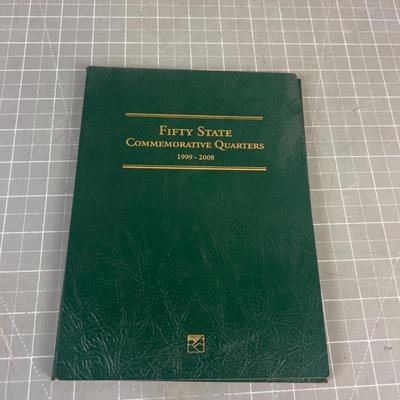 FIFTY STATE
COMMEMORATIVE QUARTERS
1999 - 2008